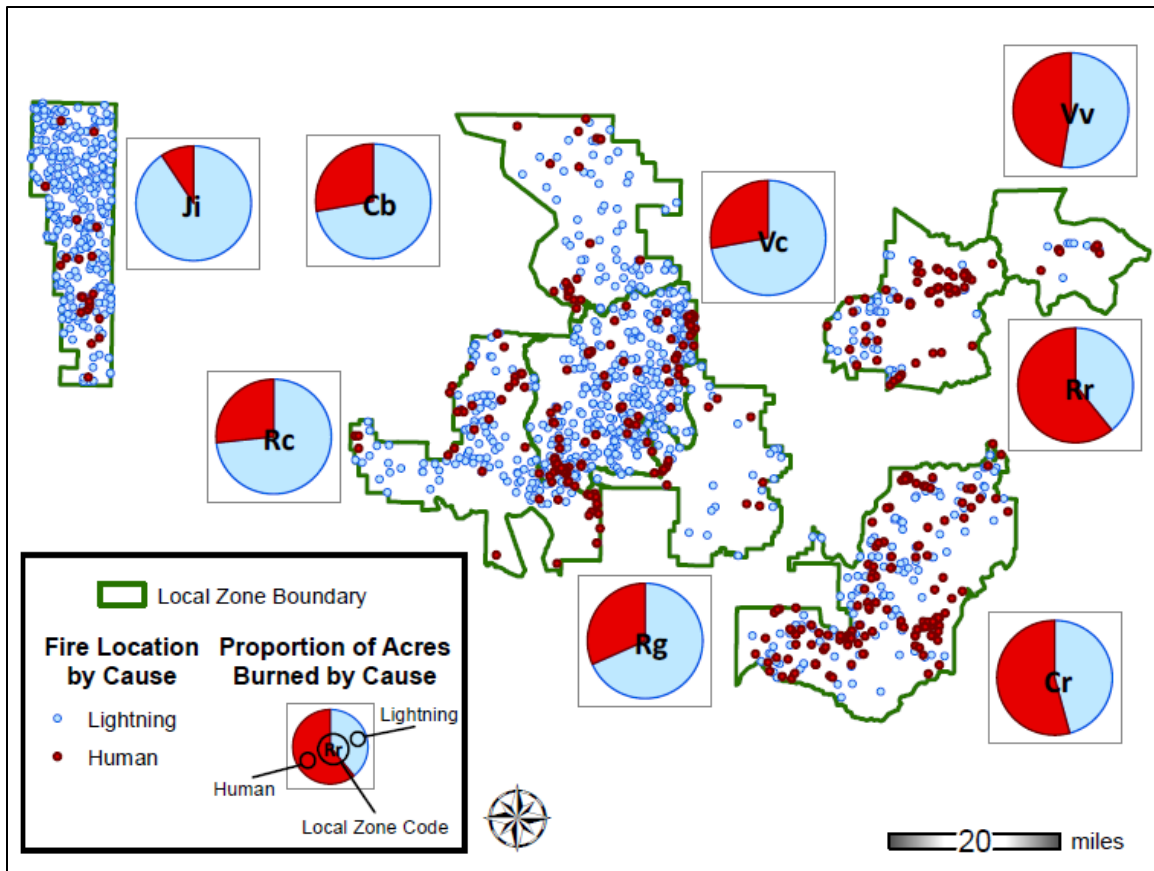 Vv
Ji
Cb
Vc
Rr
Rc
Rg
Cr
Local Zone Boundary
Fire Location
by Cause
Lightning
Human
Proportion of Acres
Burned by Cause
Lightning
Rr
Human
Local Zone Code
20 miles